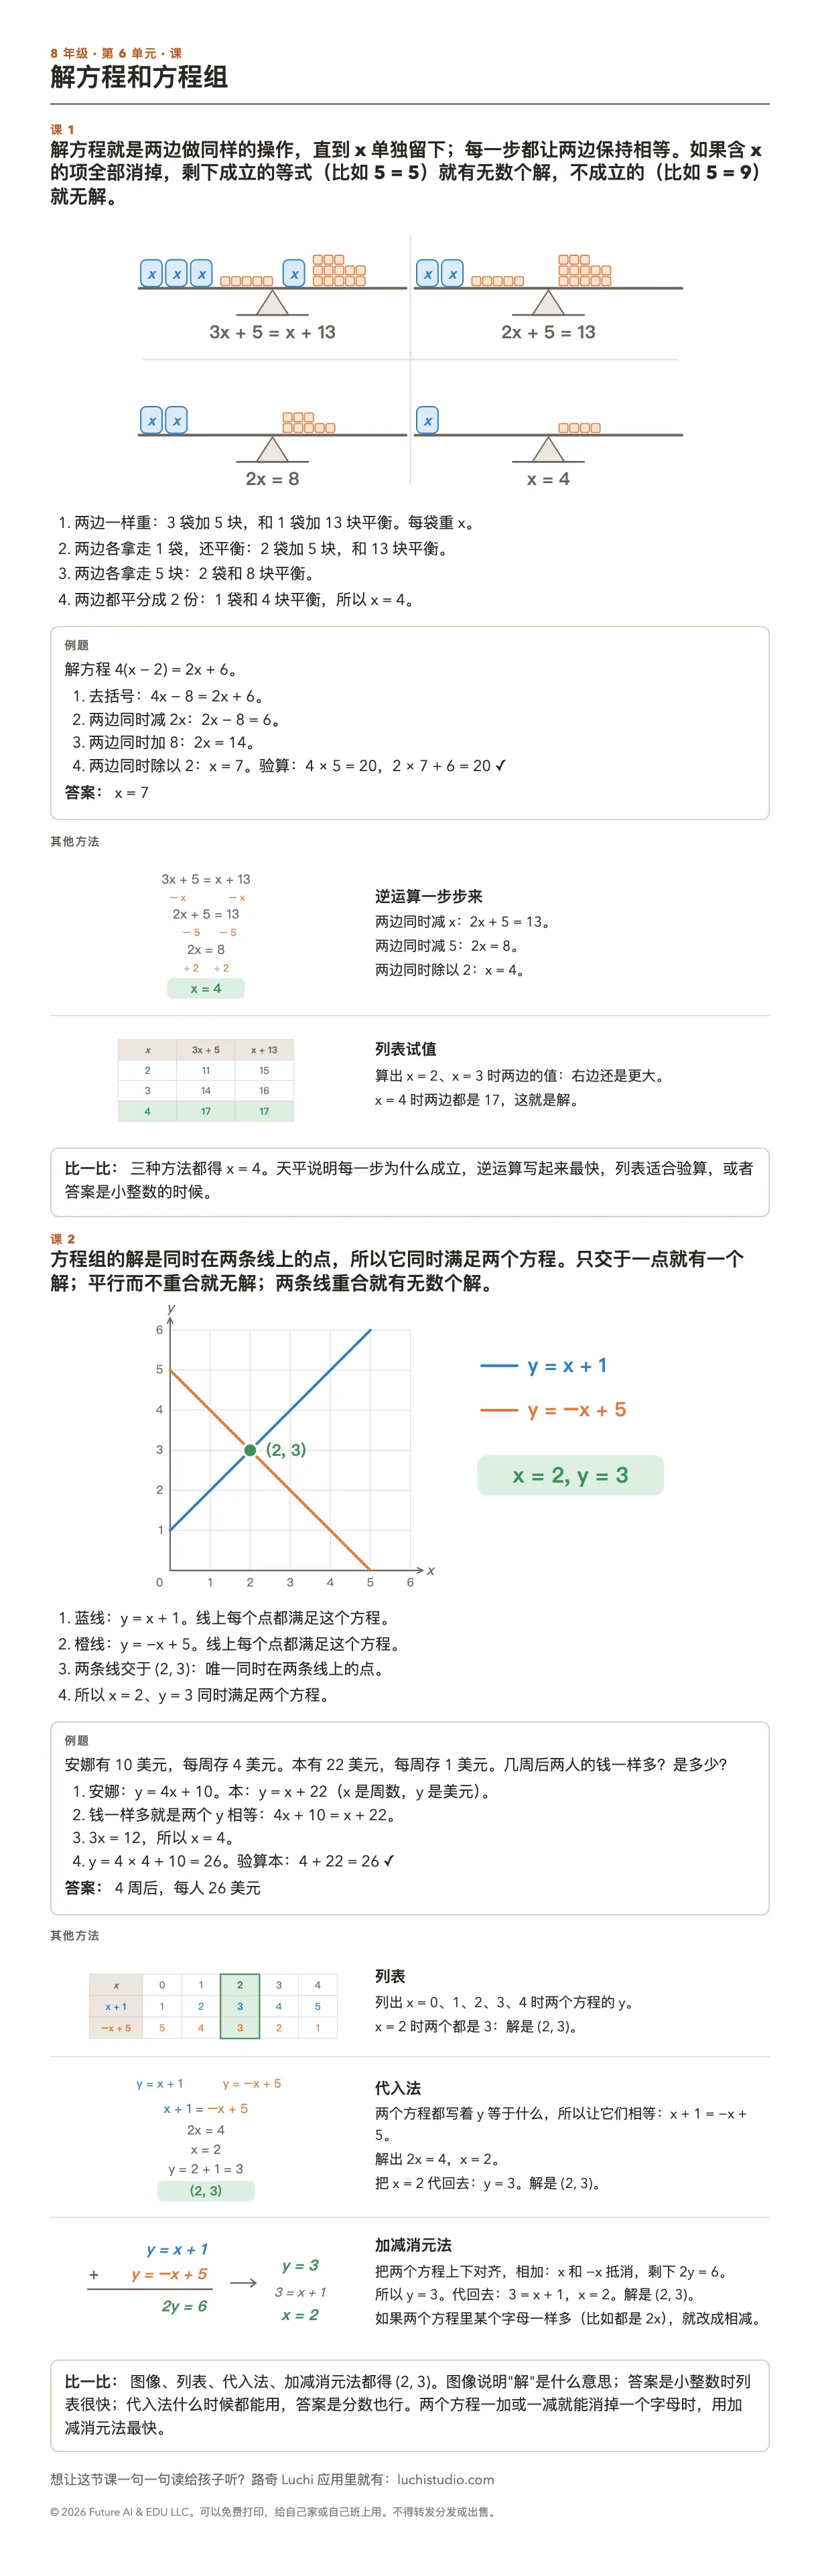 8 年级 · 第 6 单元 · 课
解方程和方程组
课 1
解方程就是两边做同样的操作，直到 x 单独留下；每一步都让两边保持相等。如果含 x
的项全部消掉，剩下成立的等式（比如 5 = 5）就有无数个解，不成立的（比如 5 = 9）
就无解。
x x x x
x x
3x + 5 = x + 13
2x + 5 = 13
x x
x
2x = 8
x = 4
1. 两边一样重：3 袋加 5 块，和 1 袋加 13 块平衡。每袋重 x。
2. 两边各拿走 1 袋，还平衡：2 袋加 5 块，和 13 块平衡。
3. 两边各拿走 5 块：2 袋和 8 块平衡。
4. 两边都平分成 2 份：1 袋和 4 块平衡，所以 x = 4。
例题
解方程 4(x − 2) = 2x + 6。
1. 去括号：4x − 8 = 2x + 6。
2. 两边同时减 2x：2x − 8 = 6。
3. 两边同时加 8：2x = 14。
4. 两边同时除以 2：x = 7。验算：4 × 5 = 20，2 × 7 + 6 = 20 ✓
答案： x = 7
其他方法
3x + 5 = x + 13
− x − x
2x + 5 = 13
− 5 − 5
2x = 8
÷ 2 ÷ 2
x = 4
逆运算一步步来
两边同时减 x：2x + 5 = 13。
两边同时减 5：2x = 8。
两边同时除以 2：x = 4。
x 3x + 5 x + 13
2 11 15
3 14 16
4 17 17
列表试值
算出 x = 2、x = 3 时两边的值：右边还是更大。
x = 4 时两边都是 17，这就是解。
比一比： 三种方法都得 x = 4。天平说明每一步为什么成立，逆运算写起来最快，列表适合验算，或者
答案是小整数的时候。
课 2
方程组的解是同时在两条线上的点，所以它同时满足两个方程。只交于一点就有一个
解；平行而不重合就无解；两条线重合就有无数个解。
y
6
5
4
3
2
1
0 1 2 3 4 5 6 x
(2, 3)
y = x + 1
y = −x + 5
x = 2, y = 3
1. 蓝线：y = x + 1。线上每个点都满足这个方程。
2. 橙线：y = −x + 5。线上每个点都满足这个方程。
3. 两条线交于 (2, 3)：唯一同时在两条线上的点。
4. 所以 x = 2、y = 3 同时满足两个方程。
例题
安娜有 10 美元，每周存 4 美元。本有 22 美元，每周存 1 美元。几周后两人的钱一样多？是多少？
1. 安娜：y = 4x + 10。本：y = x + 22（x 是周数，y 是美元）。
2. 钱一样多就是两个 y 相等：4x + 10 = x + 22。
3. 3x = 12，所以 x = 4。
4. y = 4 × 4 + 10 = 26。验算本：4 + 22 = 26 ✓
答案： 4 周后，每人 26 美元
其他方法
x 0 1 2 3 4
x + 1 1 2 3 4 5
−x + 5 5 4 3 2 1
列表
列出 x = 0、1、2、3、4 时两个方程的 y。
x = 2 时两个都是 3：解是 (2, 3)。
y = x + 1 y = −x + 5
x + 1 = −x + 5
2x = 4
x = 2
y = 2 + 1 = 3
(2, 3)
代入法
两个方程都写着 y 等于什么，所以让它们相等：x + 1 = −x +
5。
解出 2x = 4，x = 2。
把 x = 2 代回去：y = 3。解是 (2, 3)。
y = x + 1
+ y = −x + 5
2y = 6
y = 3
3 = x + 1
x = 2
加减消元法
把两个方程上下对齐，相加：x 和 −x 抵消，剩下 2y = 6。
所以 y = 3。代回去：3 = x + 1，x = 2。解是 (2, 3)。
如果两个方程里某个字母一样多（比如都是 2x），就改成相减。
比一比： 图像、列表、代入法、加减消元法都得 (2, 3)。图像说明"解"是什么意思；答案是小整数时列
表很快；代入法什么时候都能用，答案是分数也行。两个方程一加或一减就能消掉一个字母时，用加
减消元法最快。
想让这节课一句一句读给孩子听？路奇 Luchi 应用里就有：luchistudio.com
© 2026 Future AI & EDU LLC。可以免费打印，给自己家或自己班上用。不得转发分发或出售。